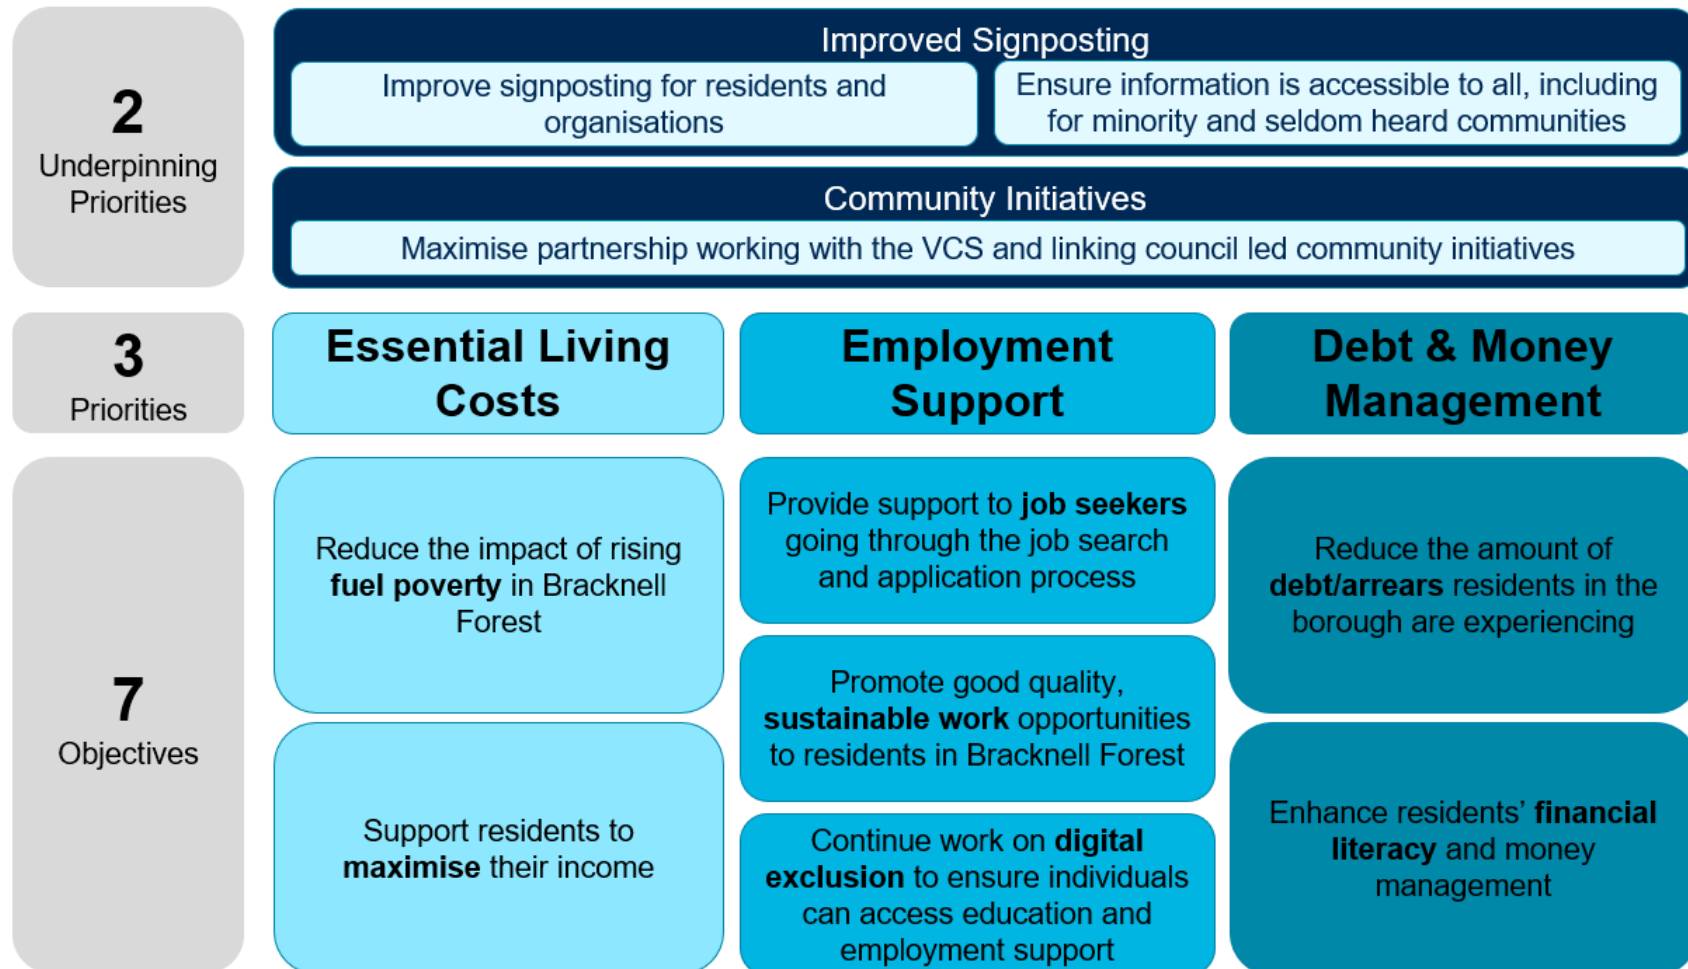 2
Underpinning
Priorities
Improved Signposting
Improve signposting for residents and
organisations
Ensure information is accessible to all, including
for minority and seldom heard communities
Community Initiatives
Maximise partnership working with the VCS and linking council led community initiatives
3
Priorities
Essential Living
Costs
Employment
Support
Debt & Money
Management
7
Objectives
Reduce the impact of rising
fuel poverty in Bracknell
Forest
Support residents to
maximise their income
Provide support to job seekers
going through the job search
and application process
Promote good quality,
sustainable work opportunities
to residents in Bracknell Forest
Continue work on digital
exclusion to ensure individuals
can access education and
employment support
Reduce the amount of
debt/arrears residents in the
borough are experiencing
Enhance residents’ financial
literacy and money
management